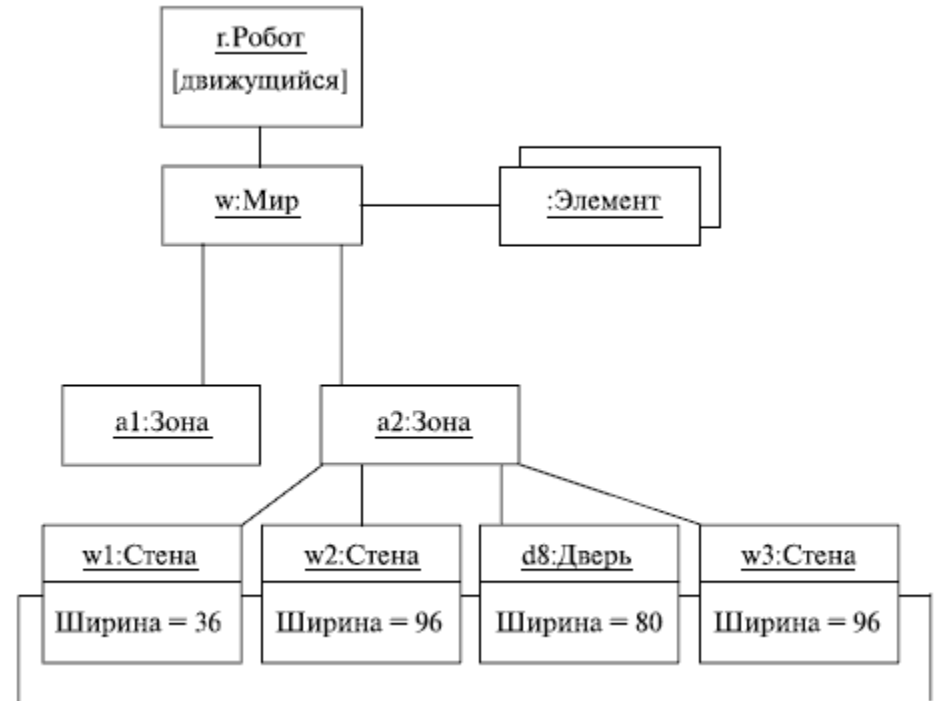 r.Робот
[движущийся]
w:Мир
:Элемент
a1:Зона
a2:Зона
w1:Стена
w2:Стена
d8:Дверь
w3:Стена
Ширина = 36
Ширина = 96
Ширина = 80
Ширина = 96